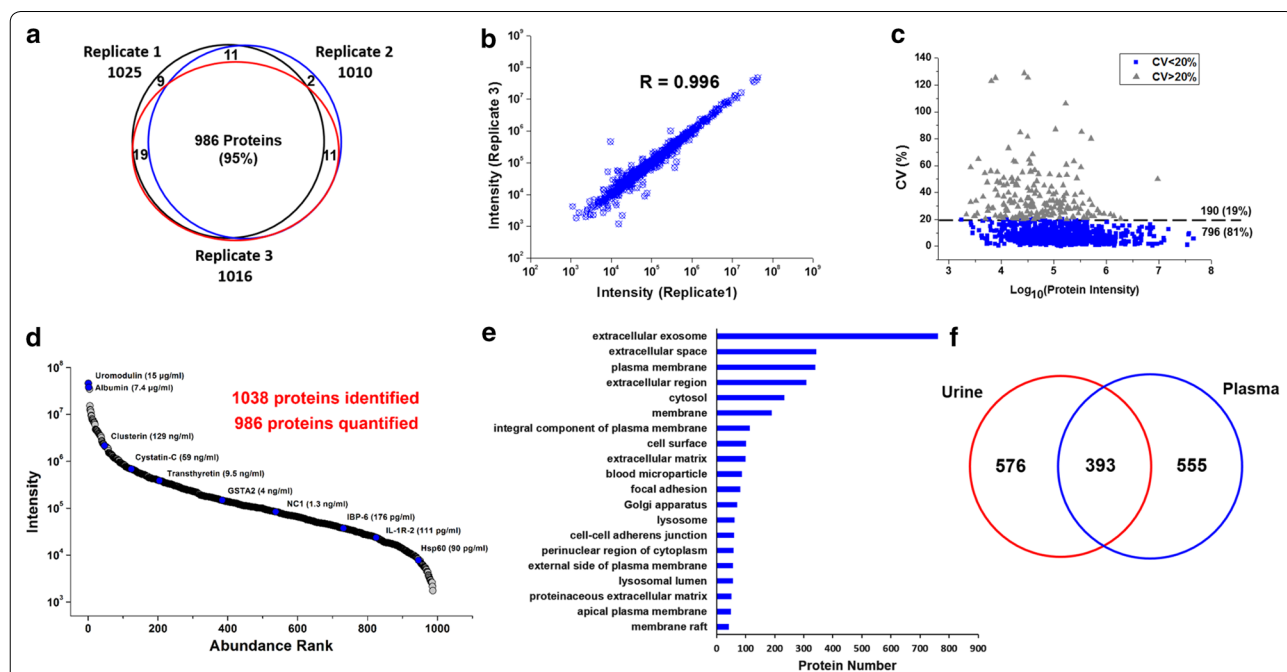 a
Replicate 1
1025
Replicate 2
1010
11
9
2
986 Proteins
(95%)
19
11
Replicate 3
1016
b
R = 0.996
Intensity (Replicate 3)
10^9
10^8
10^7
10^6
10^5
10^4
10^3
10^2
10^2 10^3 10^4 10^5 10^6 10^7 10^8 10^9
Intensity (Replicate1)
c
CV<20%
CV>20%
CV (%)
140
120
100
80
60
40
20
0
190 (19%)
796 (81%)
3 4 5 6 7 8
Log10(Protein Intensity)
d
Intensity
10^8
10^7
10^6
10^5
10^4
10^3
Uromodulin (15 µg/ml)
Albumin (7.4 µg/ml)
1038 proteins identified
986 proteins quantified
Clusterin (129 ng/ml)
Cystatin-C (59 ng/ml)
Transthyretin (9.5 ng/ml)
GSTA2 (4 ng/ml)
NC1 (1.3 ng/ml)
IBP-6 (176 pg/ml)
IL-1R-2 (111 pg/ml)
Hsp60 (90 pg/ml)
0 200 400 600 800 1000
Abundance Rank
e
extracellular exosome
extracellular space
plasma membrane
extracellular region
cytosol
membrane
integral component of plasma membrane
cell surface
extracellular matrix
blood microparticle
focal adhesion
Golgi apparatus
lysosome
cell-cell adherens junction
perinuclear region of cytoplasm
external side of plasma membrane
lysosomal lumen
proteinaceous extracellular matrix
apical plasma membrane
membrane raft
0 100 200 300 400 500 600 700 800 900
Protein Number
f
Urine
Plasma
576
393
555